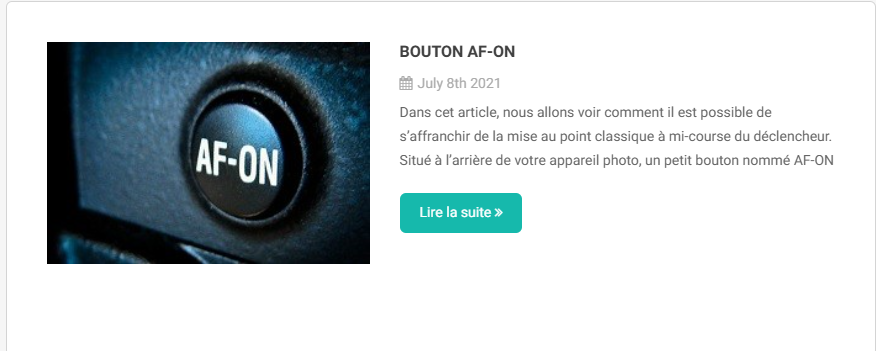 AF-ON
BOUTON AF-ON
July 8th 2021
Dans cet article, nous allons voir comment il est possible de
s’affranchir de la mise au point classique à mi-course du déclencheur.
Situé à l’arrière de votre appareil photo, un petit bouton nommé AF-ON
Lire la suite »